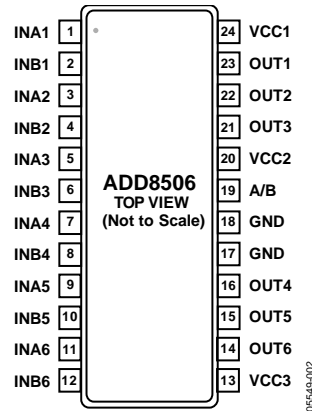 INA1 1 24 VCC1
INB1 2 23 OUT1
INA2 3 22 OUT2
INB2 4 21 OUT3
INA3 5 20 VCC2
INB3 6 19 A/B
INA4 7 18 GND
INB4 8 17 GND
INA5 9 16 OUT4
INB5 10 15 OUT5
INA6 11 14 OUT6
INB6 12 13 VCC3
ADD8506
TOP VIEW
(Not to Scale)
05549-002